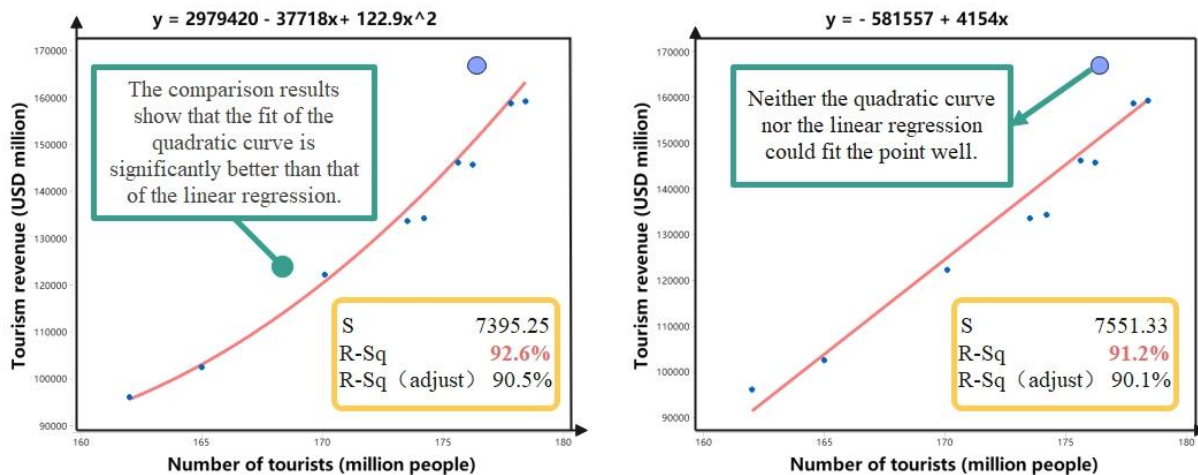 y = 2979420 - 37718x+ 122.9x^2
Tourism revenue (USD million)
170000
160000
150000
140000
130000
120000
110000
100000
90000
The comparison results
show that the fit of the
quadratic curve is
significantly better than that
of the linear regression.
S 7395.25
R-Sq 92.6%
R-Sq（adjust） 90.5%
160 165 170 175 180
Number of tourists (million people)
y = - 581557 + 4154x
Tourism revenue (USD million)
170000
160000
150000
140000
130000
120000
110000
100000
90000
Neither the quadratic curve
nor the linear regression
could fit the point well.
S 7551.33
R-Sq 91.2%
R-Sq（adjust） 90.1%
160 165 170 175 180
Number of tourists (million people)